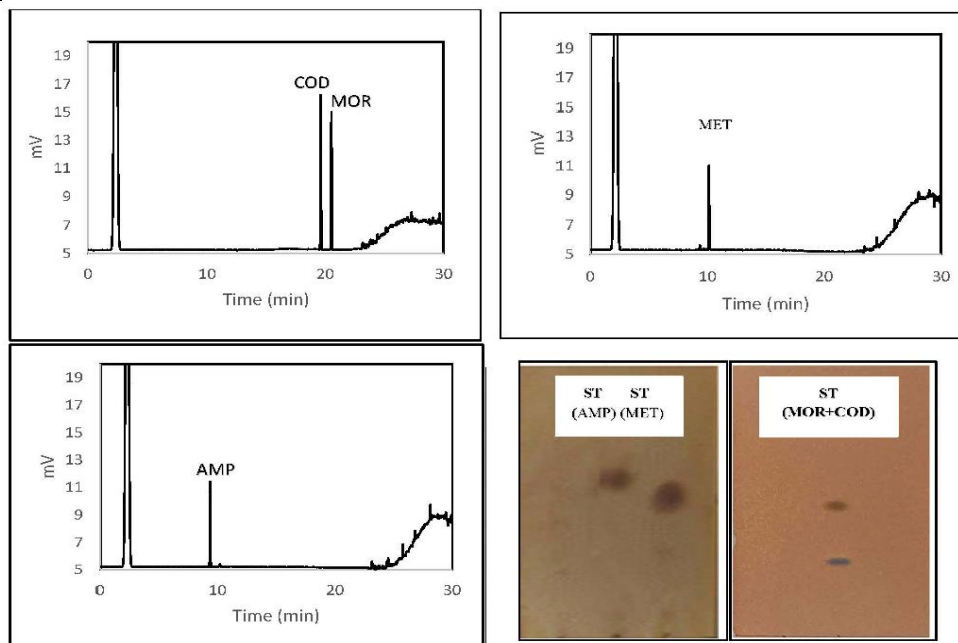 19
17
15
13
11
9
7
5
mV
COD
MOR
0 10 20 30
Time (min)
19
17
15
13
11
9
7
5
mV
MET
0 10 20 30
Time (min)
19
17
15
13
11
9
7
5
mV
AMP
0 10 20 30
Time (min)
ST ST
(AMP) (MET)
ST
(MOR+COD)